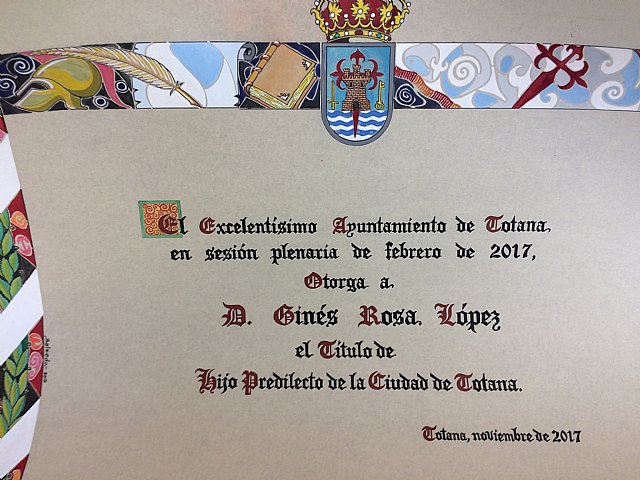 El Excelentísimo Ayuntamiento de Totana,
en sesión plenaria de febrero de 2017,
Otorga a,
D. Ginés Rosa, López
el Título de
Hijo Predilecto de la Ciudad de Totana.
Totana, noviembre de 2017